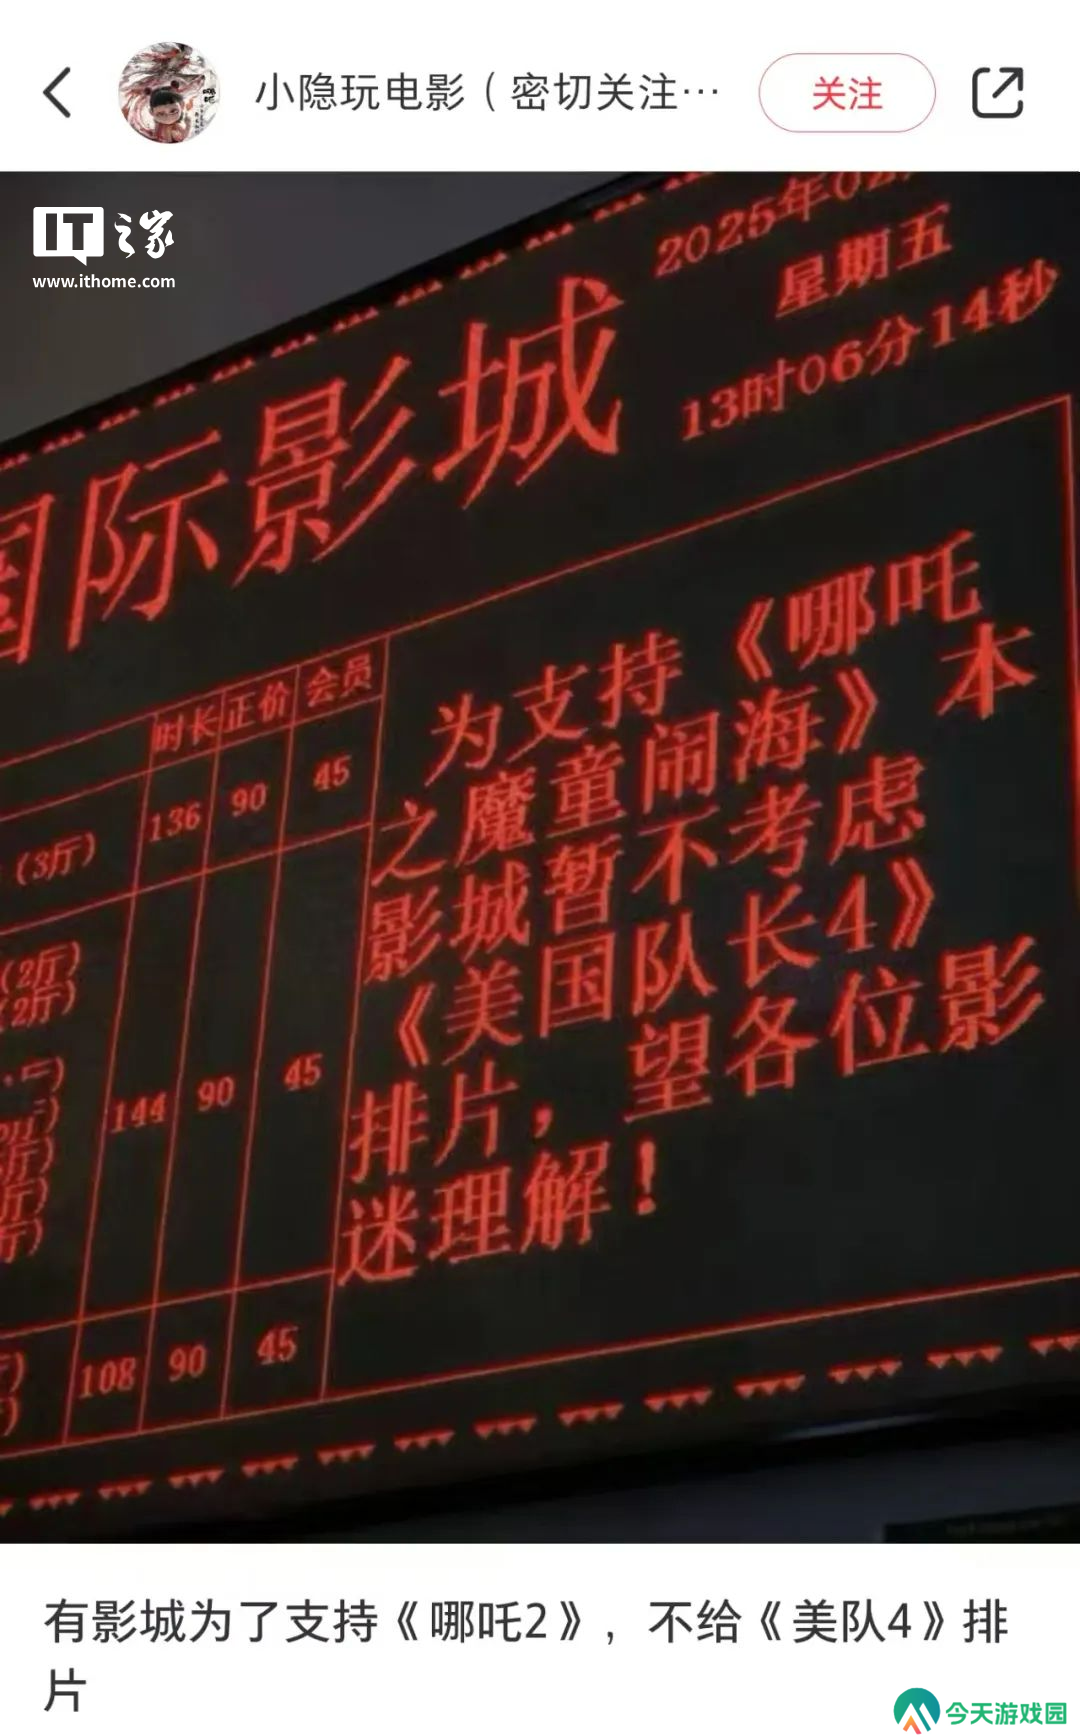 小隐玩电影（密切关注…
关注
IT之家
www.ithome.com
2025年02
星期五
13时06分14秒
国际影城
时长 正价 会员
（3厅） 136 90 45
（2厅）
（2厅）
144 90 45
108 90 45
为支持《哪吒
之魔童闹海》本
影城暂不考虑
《美国队长4》
排片，望各位影
迷理解！
有影城为了支持《哪吒2》，不给《美队4》排
片
今天游戏园